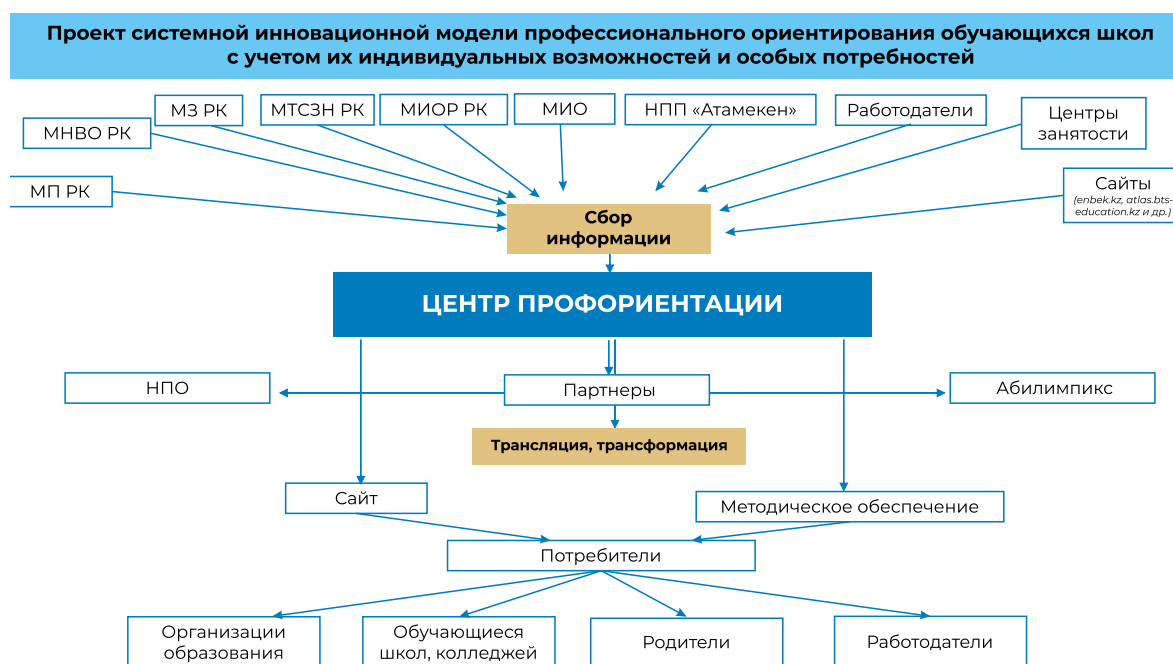 Проект системной инновационной модели профессионального ориентирования обучающихся школ
с учетом их индивидуальных возможностей и особых потребностей
МП РК
МНВО РК
МЗ РК
МТСЗН РК
МИОР РК
МИО
НПП «Атамекен»
Работодатели
Центры
занятости
Сайты
(enbek.kz, atlas.bts-
education.kz и др.)
Сбор
информации
ЦЕНТР ПРОФОРИЕНТАЦИИ
НПО
Партнеры
Абилимпикс
Трансляция, трансформация
Сайт
Методическое обеспечение
Потребители
Организации
образования
Обучающиеся
школ, колледжей
Родители
Работодатели